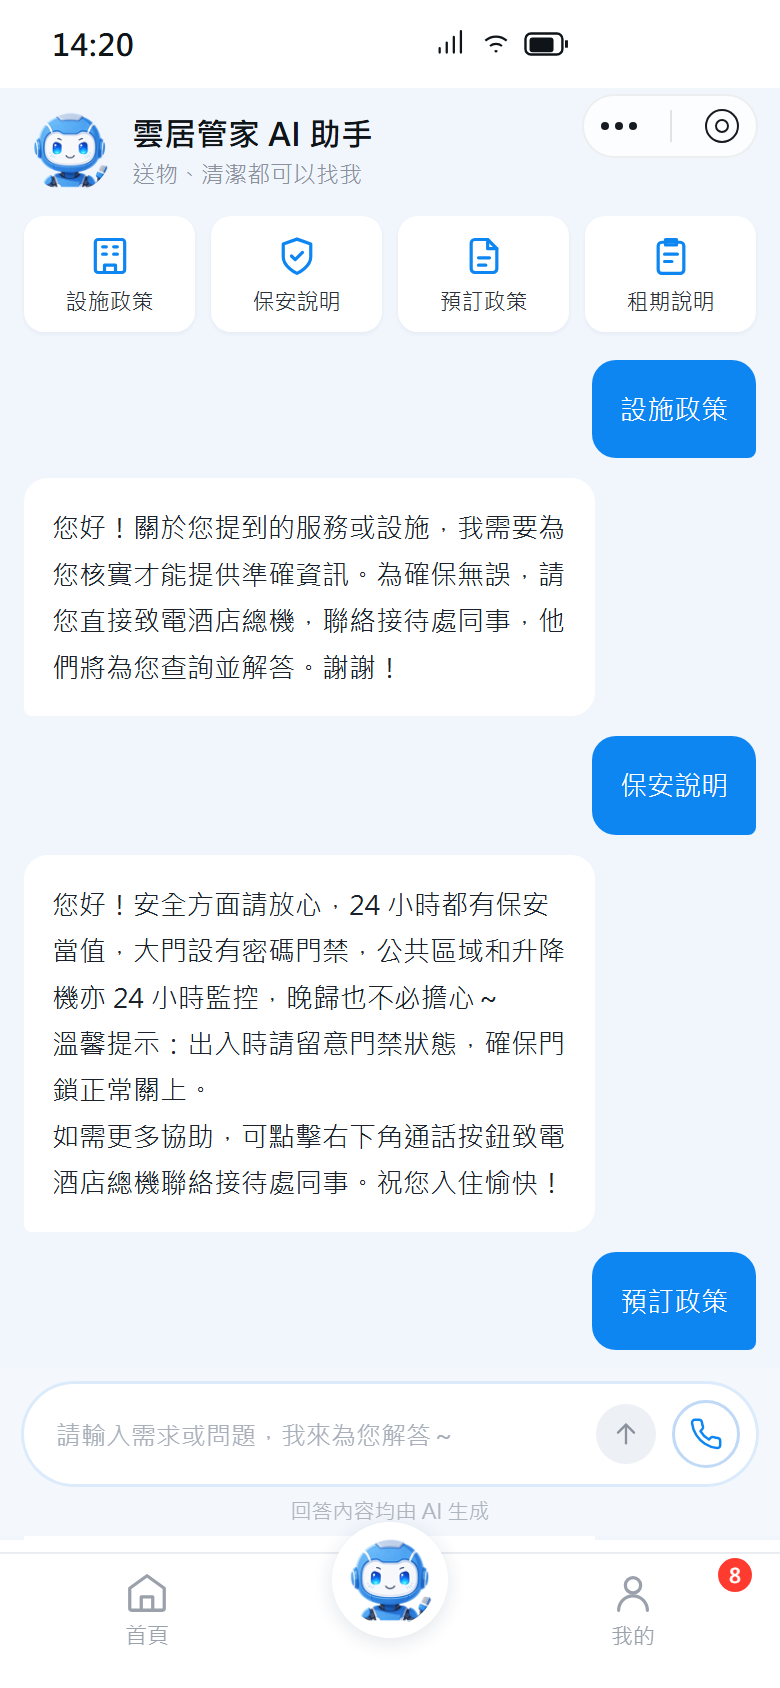 14:20
雲居管家 AI 助手
送物、清潔都可以找我
設施政策
保安說明
預訂政策
租期說明
設施政策
您好！關於您提到的服務或設施，我需要為
您核實才能提供準確資訊。為確保無誤，請
您直接致電酒店總機，聯絡接待處同事，他
們將為您查詢並解答。謝謝！
保安說明
您好！安全方面請放心，24 小時都有保安
當值，大門設有密碼門禁，公共區域和升降
機亦 24 小時監控，晚歸也不必擔心～
溫馨提示：出入時請留意門禁狀態，確保門
鎖正常關上。
如需更多協助，可點擊右下角通話按鈕致電
酒店總機聯絡接待處同事。祝您入住愉快！
預訂政策
請輸入需求或問題，我來為您解答～
回答內容均由 AI 生成
首頁
我的
8